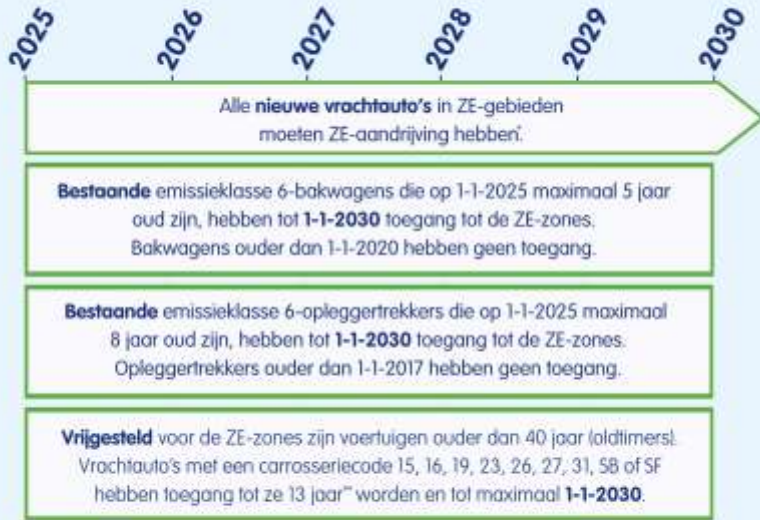 2025 2026 2027 2028 2029 2030
Alle nieuwe vrachtauto's in ZE-gebieden
moeten ZE-aandrijving hebben*.
Bestaande emissieklasse 6-bakwagens die op 1-1-2025 maximaal 5 jaar
oud zijn, hebben tot 1-1-2030 toegang tot de ZE-zones.
Bakwagens ouder dan 1-1-2020 hebben geen toegang.
Bestaande emissieklasse 6-opleggertrekkers die op 1-1-2025 maximaal
8 jaar oud zijn, hebben tot 1-1-2030 toegang tot de ZE-zones.
Opleggertrekkers ouder dan 1-1-2017 hebben geen toegang.
Vrijgesteld voor de ZE-zones zijn voertuigen ouder dan 40 jaar (oldtimers).
Vrachtauto's met een carrosseriecode 15, 16, 19, 23, 26, 27, 31, SB of SF
hebben toegang tot ze 13 jaar** worden en tot maximaal 1-1-2030.